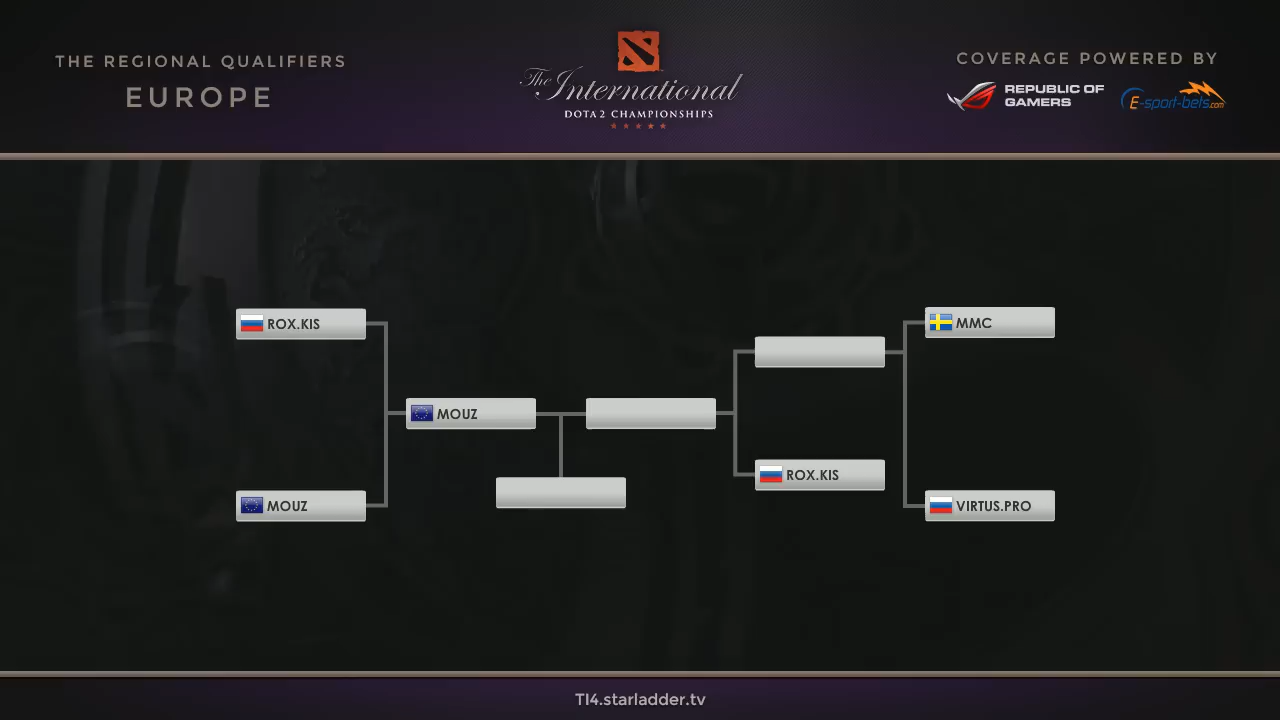 THE REGIONAL QUALIFIERS
EUROPE
The International
DOTA 2 CHAMPIONSHIPS
COVERAGE POWERED BY
REPUBLIC OF
GAMERS
E-sport-bets.com
ROX.KIS
MOUZ
MOUZ
ROX.KIS
MMC
VIRTUS.PRO
TI4.starladder.tv